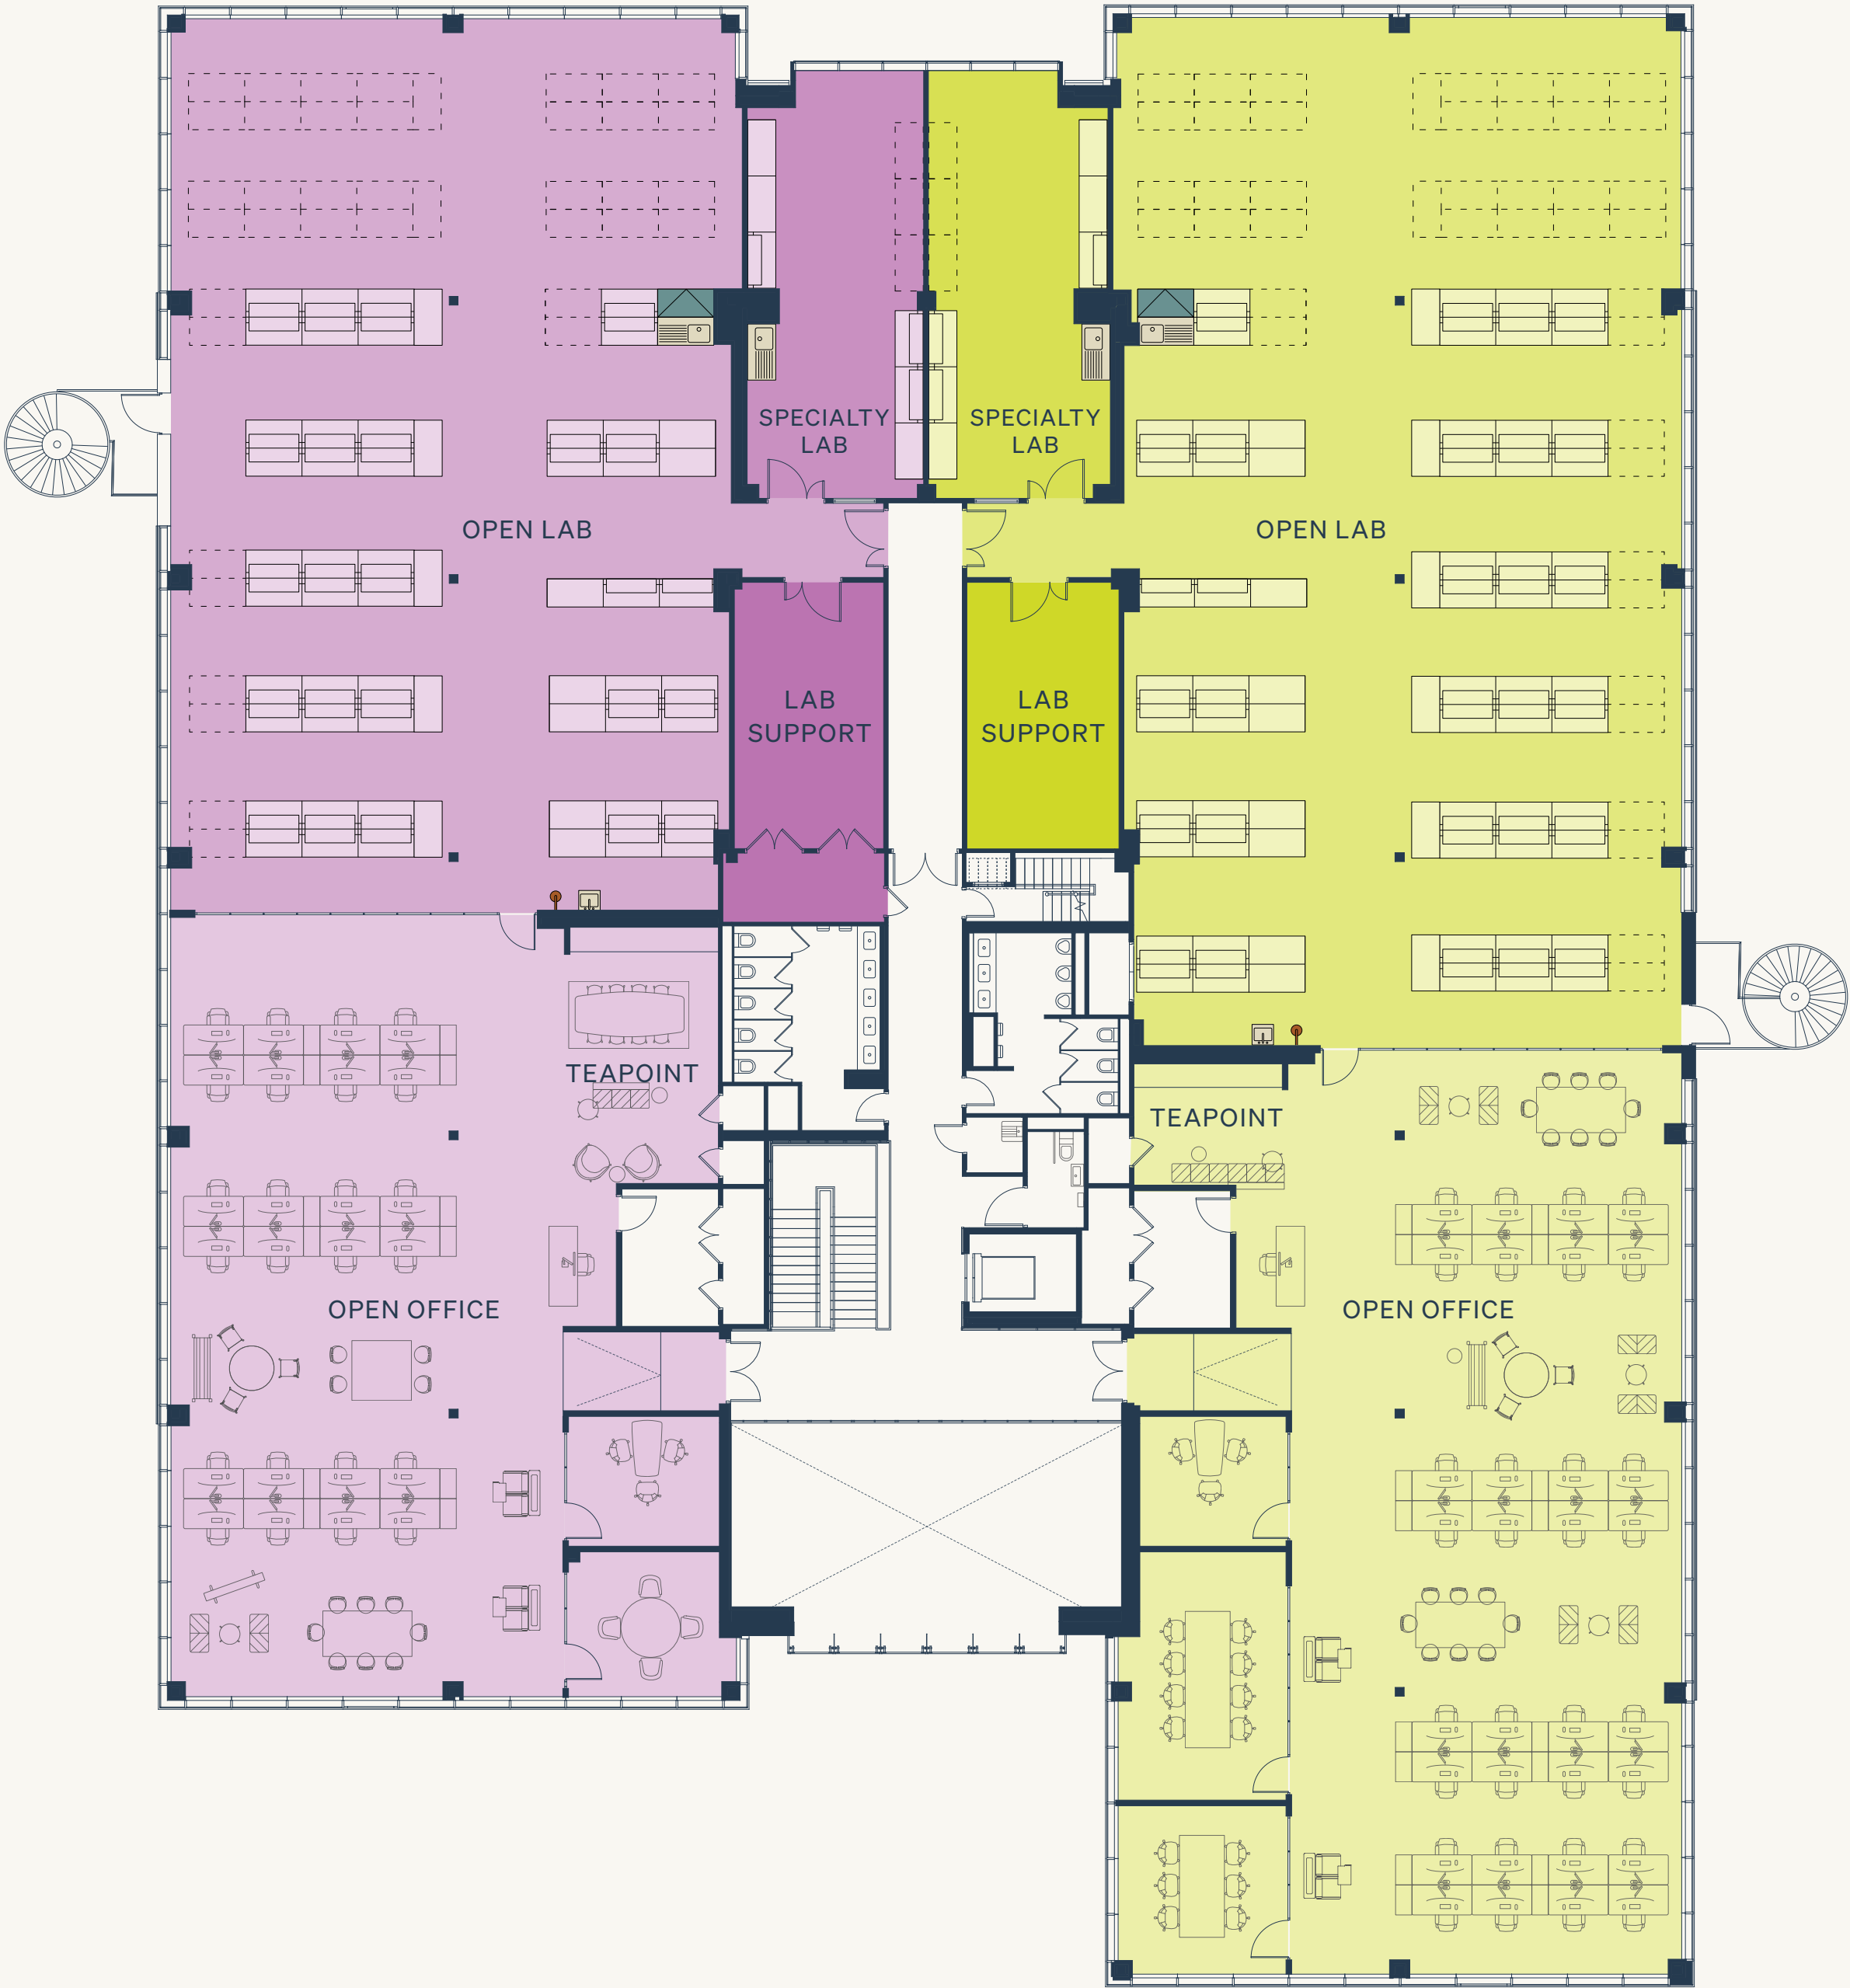 SPECIALTY
LAB
SPECIALTY
LAB
OPEN LAB
OPEN LAB
LAB
SUPPORT
LAB
SUPPORT
TEAPOINT
TEAPOINT
OPEN OFFICE
OPEN OFFICE